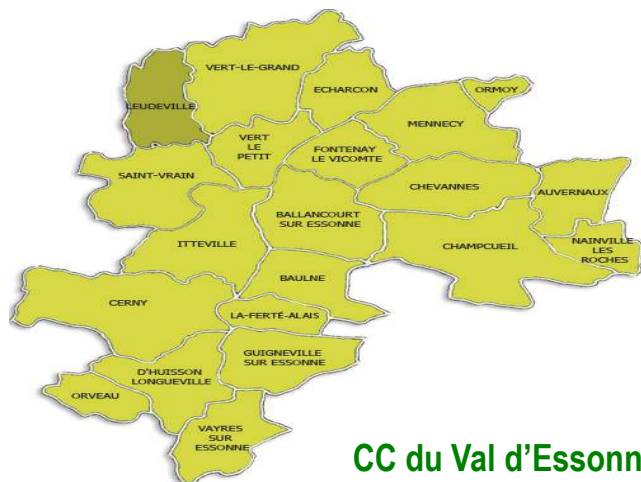 VERT-LE-GRAND
ECHARCON
ORMOY
LEUDEVILLE
MENNECY
VERT
LE
PETIT
FONTENAY
LE VICOMTE
SAINT-VRAIN
CHEVANNES
AUVERNAUX
BALLANCOURT
SUR ESSONNE
ITTEVILLE
CHAMPCUEIL
NAINVILLE
LES
ROCHES
BAULNE
CERNY
LA-FERTÉ-ALAIS
GUIGNEVILLE
SUR ESSONNE
D'HUISSON
LONGUEVILLE
ORVEAU
VAYRES
SUR
ESSONNE
CC du Val d'Essonn